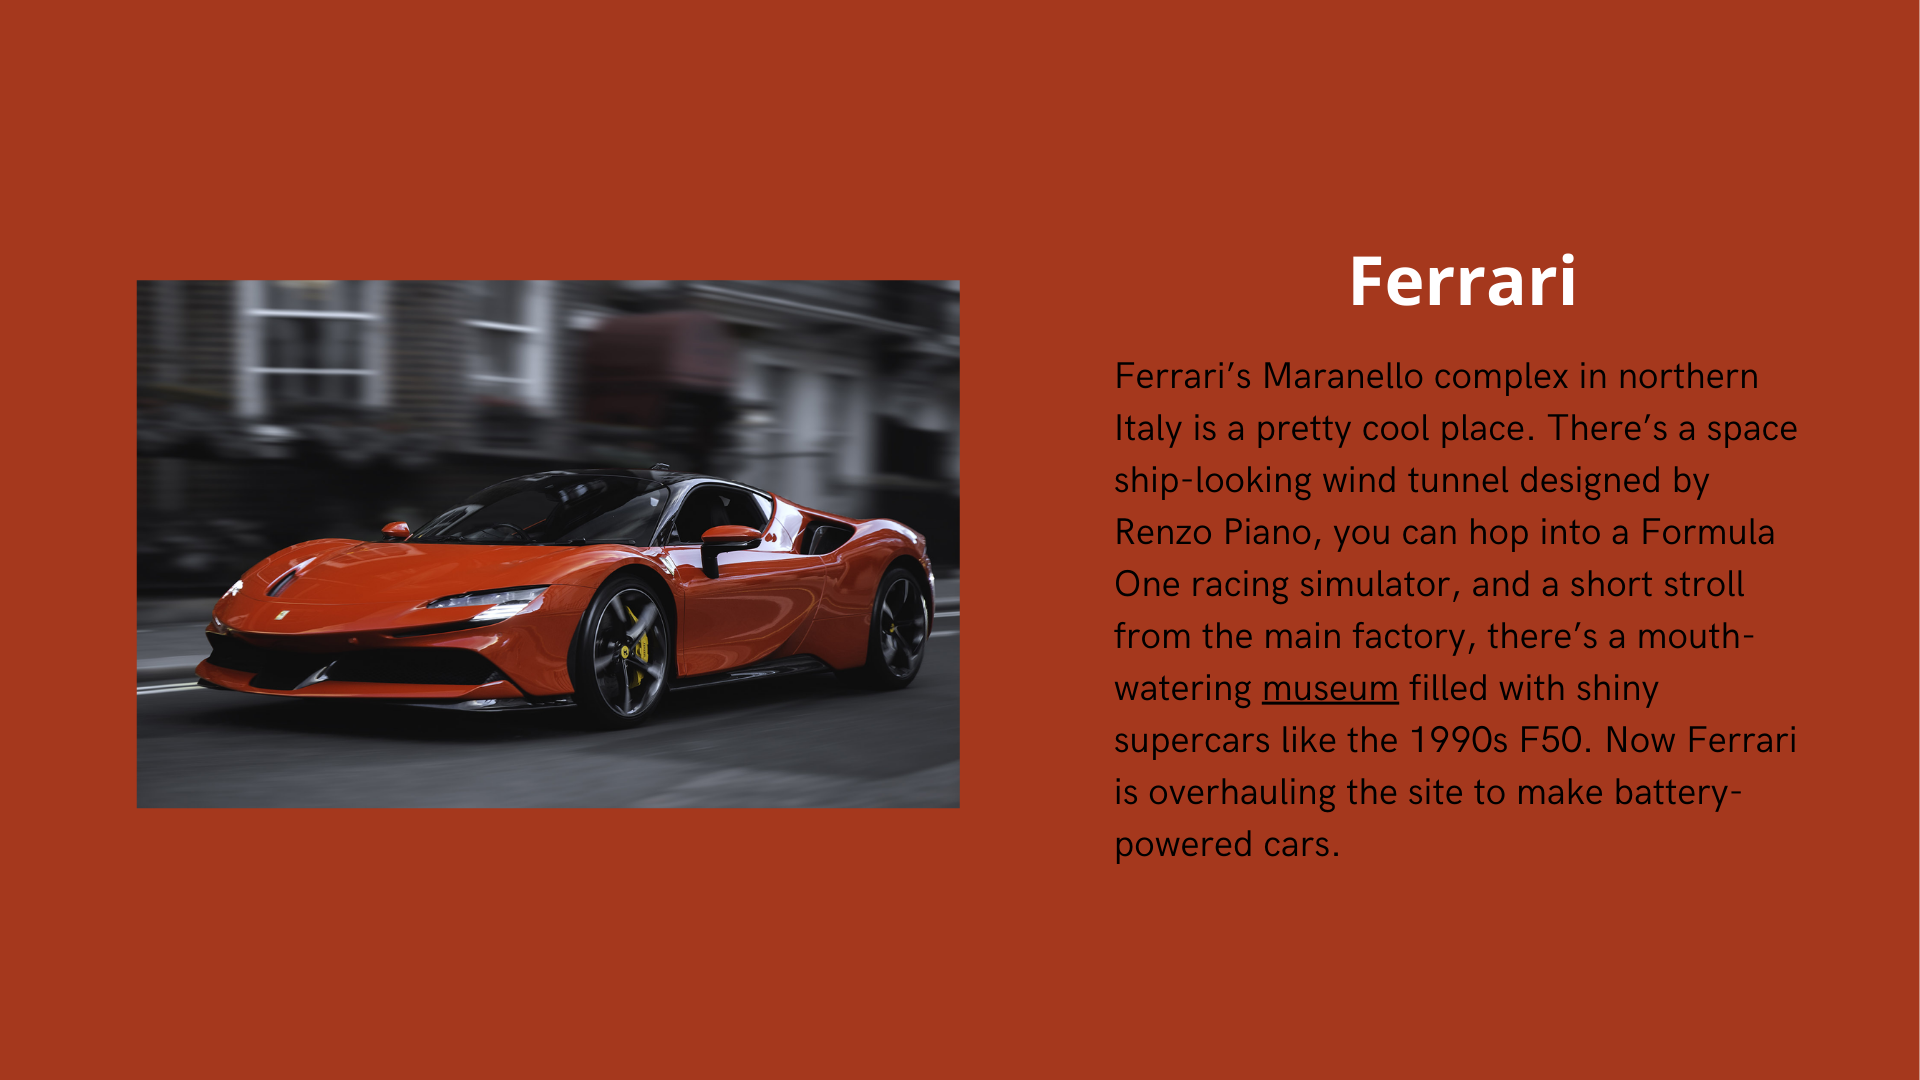 Ferrari
Ferrari’s Maranello complex in northern
Italy is a pretty cool place. There’s a space
ship-looking wind tunnel designed by
Renzo Piano, you can hop into a Formula
One racing simulator, and a short stroll
from the main factory, there’s a mouth-
watering museum filled with shiny
supercars like the 1990s F50. Now Ferrari
is overhauling the site to make battery-
powered cars.